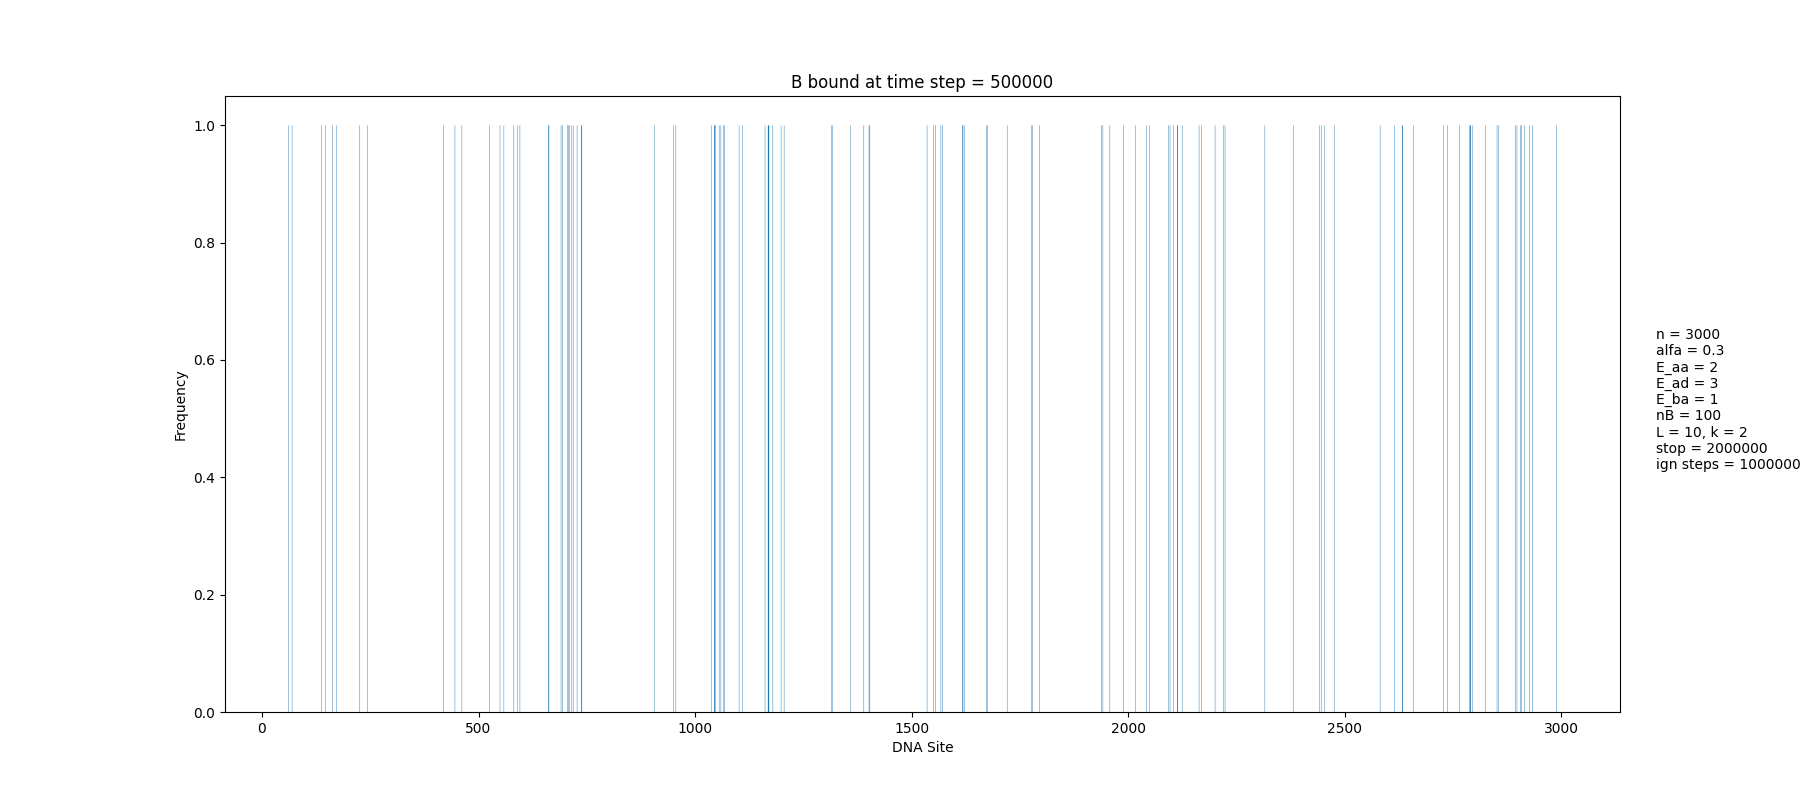 B bound at time step = 500000
1.0
0.8
0.6
0.4
0.2
0.0
Frequency
0 500 1000 1500 2000 2500 3000
DNA Site
n = 3000
alfa = 0.3
E_aa = 2
E_ad = 3
E_ba = 1
nB = 100
L = 10, k = 2
stop = 2000000
ign steps = 1000000